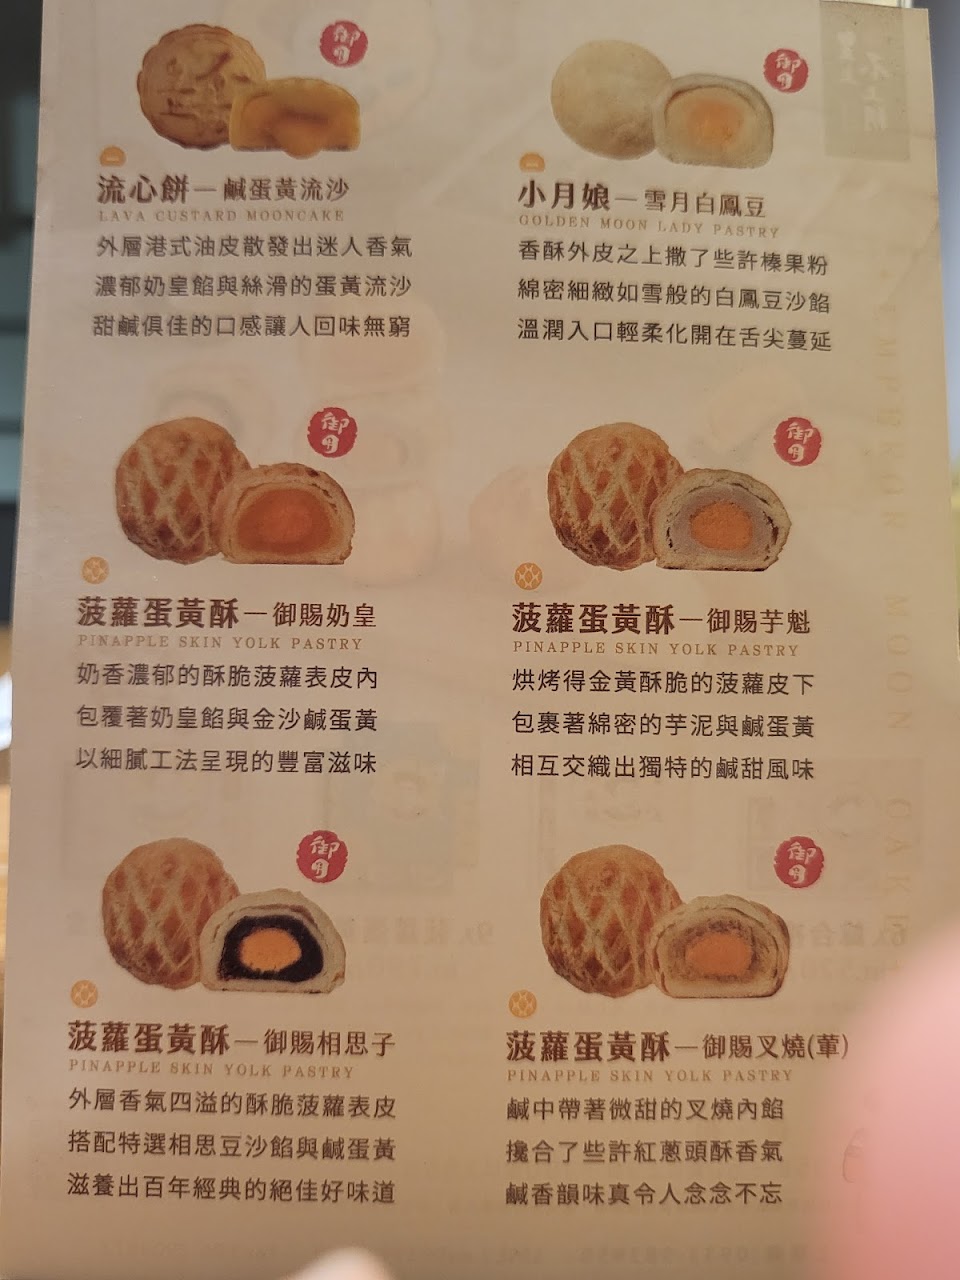 御月
流心餅—鹹蛋黃流沙
LAVA CUSTARD MOONCAKE
外層港式油皮散發出迷人香氣
濃郁奶皇餡與絲滑的蛋黃流沙
甜鹹俱佳的口感讓人回味無窮
御月
小月娘—雪月白鳳豆
GOLDEN MOON LADY PASTRY
香酥外皮之上撒了些許榛果粉
綿密細緻如雪般的白鳳豆沙餡
溫潤入口輕柔化開在舌尖蔓延
御月
菠蘿蛋黃酥—御賜奶皇
PINAPPLE SKIN YOLK PASTRY
奶香濃郁的酥脆菠蘿表皮內
包覆著奶皇餡與金沙鹹蛋黃
以細膩工法呈現的豐富滋味
御月
菠蘿蛋黃酥—御賜芋魁
PINAPPLE SKIN YOLK PASTRY
烘烤得金黃酥脆的菠蘿皮下
包裹著綿密的芋泥與鹹蛋黃
相互交織出獨特的鹹甜風味
御月
菠蘿蛋黃酥—御賜相思子
PINAPPLE SKIN YOLK PASTRY
外層香氣四溢的酥脆菠蘿表皮
搭配特選相思豆沙餡與鹹蛋黃
滋養出百年經典的絕佳好味道
御月
菠蘿蛋黃酥—御賜叉燒(葷)
PINAPPLE SKIN YOLK PASTRY
鹹中帶著微甜的叉燒內餡
攙合了些許紅蔥頭酥香氣
鹹香韻味真令人念念不忘